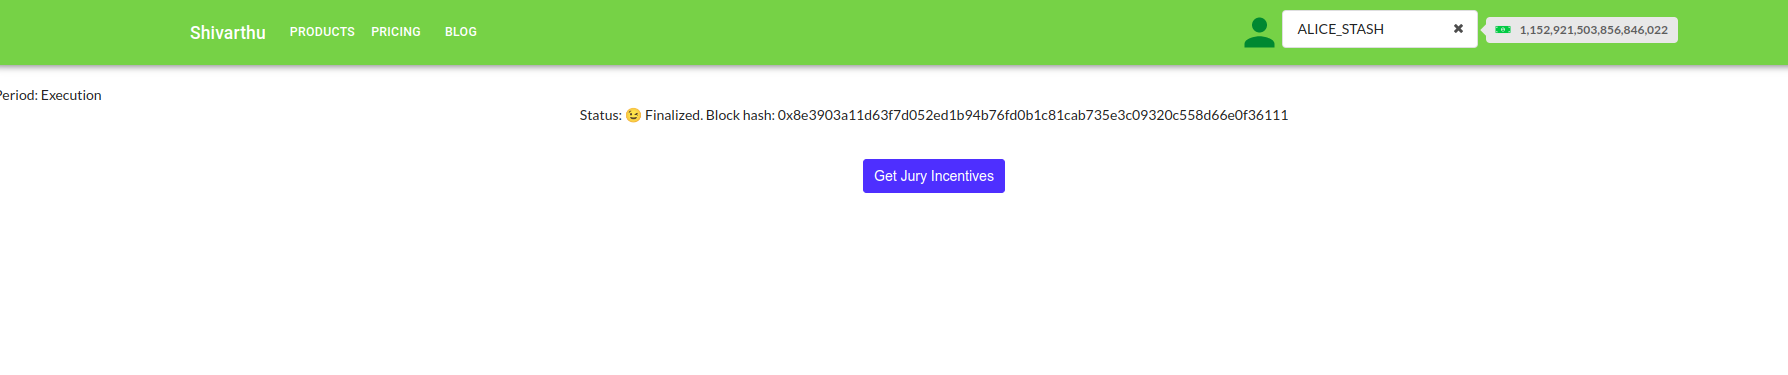 Shivarthu PRODUCTS PRICING BLOG ALICE_STASH ✖ 1,152,921,503,856,846,022
Period: Execution
Status: 😉 Finalized. Block hash: 0x8e3903a11d63f7d052ed1b94b76fd0b1c81cab735e3c09320c558d66e0f36111
Get Jury Incentives